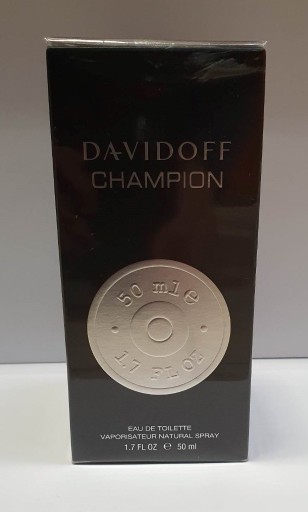 DAVIDOFF
CHAMPION
50 ml e
1.7 FL OZ
EAU DE TOILETTE
VAPORISATEUR NATURAL SPRAY
1.7 FL OZ e 50 ml